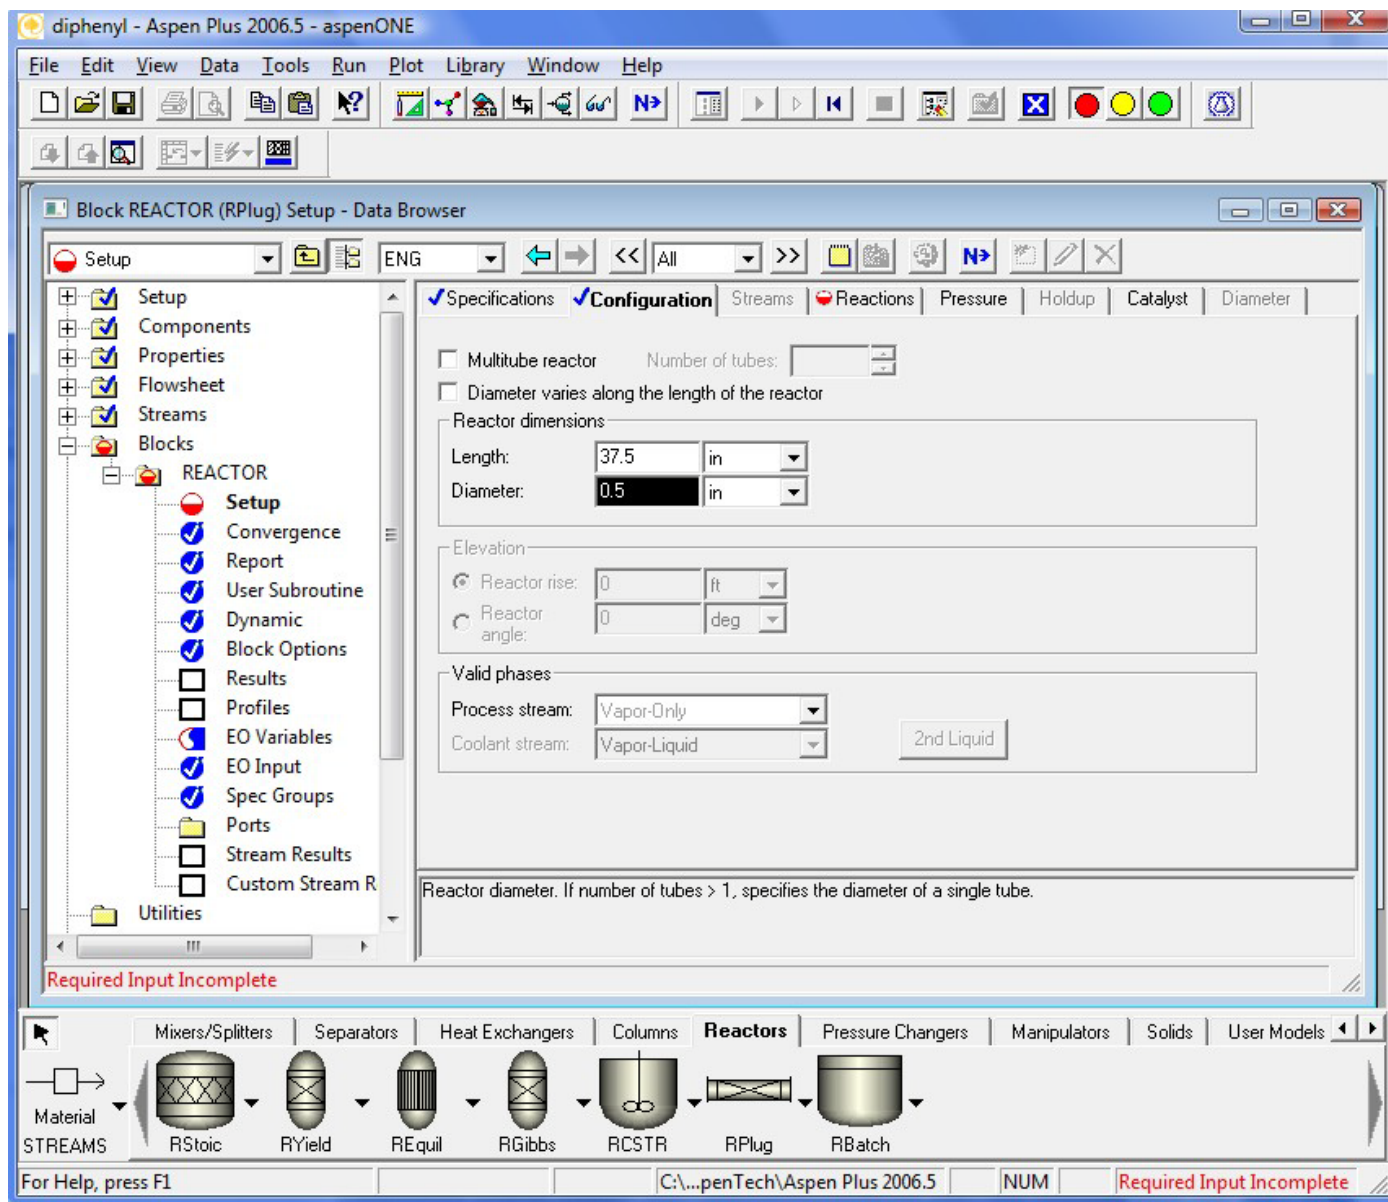 diphenyl - Aspen Plus 2006.5 - aspenONE
File Edit View Data Tools Run Plot Library Window Help
N
Block REACTOR (RPlug) Setup - Data Browser
Setup ENG << All >> N
Setup
Components
Properties
Flowsheet
Streams
Blocks
REACTOR
Setup
Convergence
Report
User Subroutine
Dynamic
Block Options
Results
Profiles
EO Variables
EO Input
Spec Groups
Ports
Stream Results
Custom Stream R
Utilities
Specifications Configuration Streams Reactions Pressure Holdup Catalyst Diameter
Multitube reactor Number of tubes:
Diameter varies along the length of the reactor
Reactor dimensions
Length: 37.5 in
Diameter: 0.5 in
Elevation
Reactor rise: 0 ft
Reactor angle: 0 deg
Valid phases
Process stream: Vapor-Only
Coolant stream: Vapor-Liquid 2nd Liquid
Reactor diameter. If number of tubes > 1, specifies the diameter of a single tube.
Required Input Incomplete
Mixers/Splitters Separators Heat Exchangers Columns Reactors Pressure Changers Manipulators Solids User Models
Material
STREAMS RStoic RYield REquil RGibbs RCSTR RPlug RBatch
For Help, press F1 C:\...penTech\Aspen Plus 2006.5 NUM Required Input Incomplete